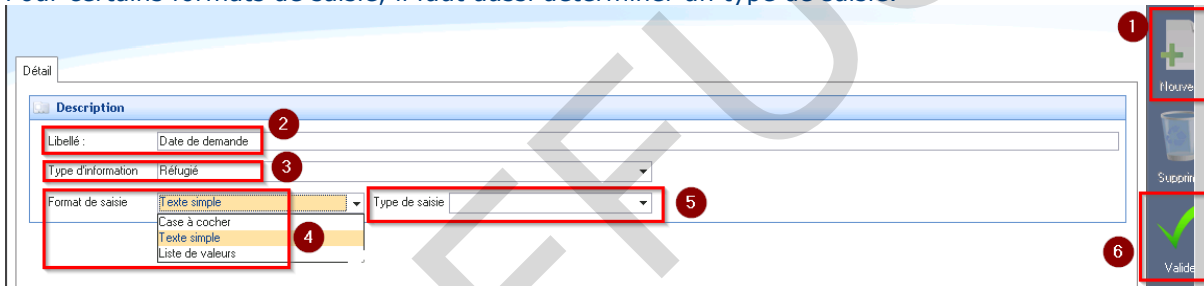 Pour certains formats de saisie, il faut aussi déterminer un type de saisie.
1
Nouve
Détail
Description
2
Libellé :
Date de demande
Type d'information
Réfugié
3
Supprin
Format de saisie
Texte simple
Type de saisie
5
Case à cocher
Texte simple
4
Liste de valeurs
6
Valide